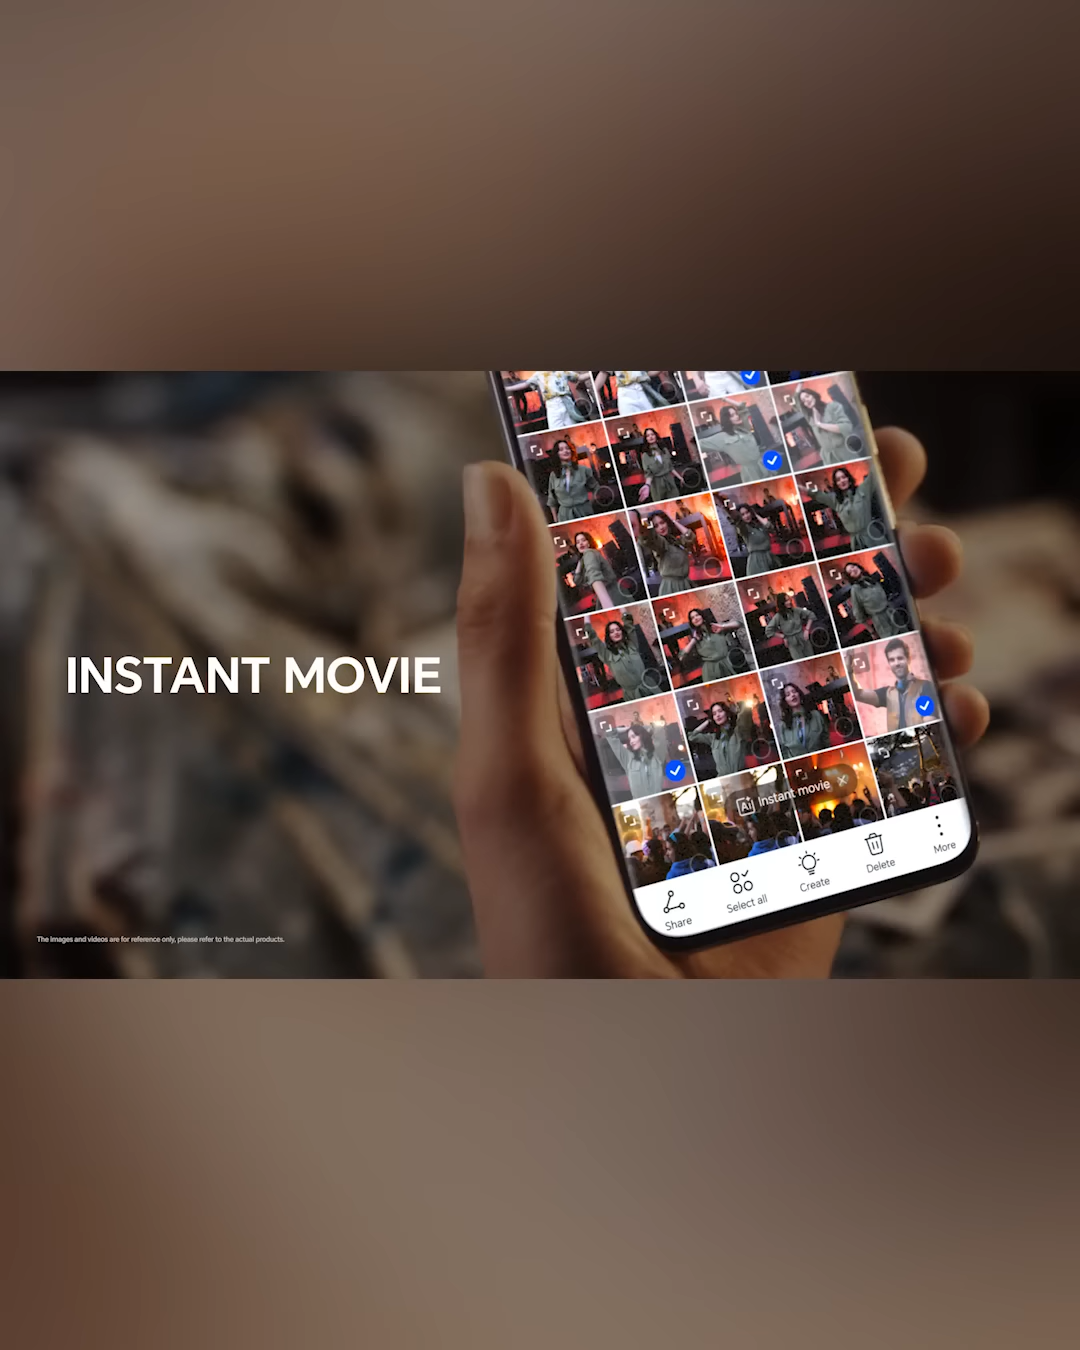 INSTANT MOVIE
Ai Instant movie
Share
Select all
Create
Delete
More
The images and videos are for reference only, please refer to the actual products.